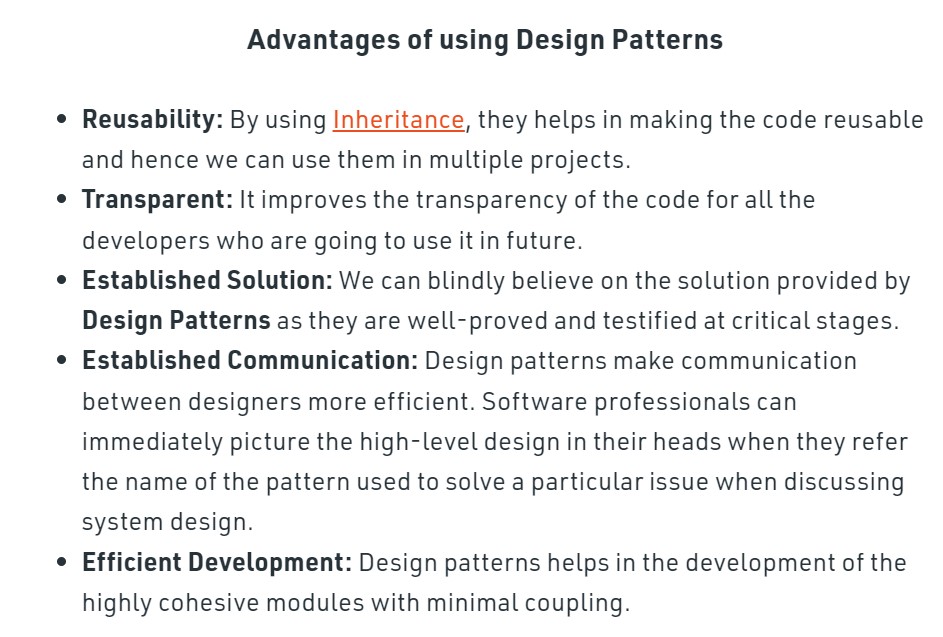 Advantages of using Design Patterns
• Reusability: By using Inheritance, they helps in making the code reusable
and hence we can use them in multiple projects.
• Transparent: It improves the transparency of the code for all the
developers who are going to use it in future.
• Established Solution: We can blindly believe on the solution provided by
Design Patterns as they are well-proved and testified at critical stages.
• Established Communication: Design patterns make communication
between designers more efficient. Software professionals can
immediately picture the high-level design in their heads when they refer
the name of the pattern used to solve a particular issue when discussing
system design.
• Efficient Development: Design patterns helps in the development of the
highly cohesive modules with minimal coupling.